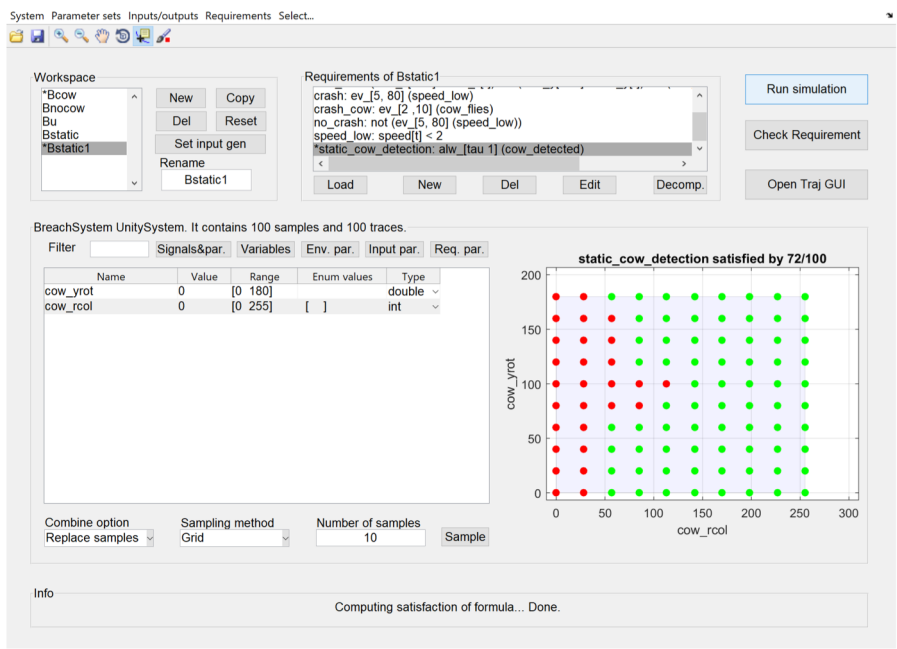 System Parameter sets Inputs/outputs Requirements Select...
Workspace
*Bcow
Bnocow
Bu
Bstatic
*Bstatic1
New Copy
Del Reset
Set input gen
Rename
Bstatic1
Requirements of Bstatic1
crash: ev_[5, 80] (speed_low)
crash_cow: ev_[2 ,10] (cow_flies)
no_crash: not (ev_[5, 80] (speed_low))
speed_low: speed[t] < 2
*static_cow_detection: alw_[tau 1] (cow_detected)
Load New Del Edit Decomp.
Run simulation
Check Requirement
Open Traj GUI
BreachSystem UnitySystem. It contains 100 samples and 100 traces.
Filter Signals&par. Variables Env. par. Input par. Req. par.
Name Value Range Enum values Type
cow_yrot 0 [0 180] double
cow_rcol 0 [0 255] [ ] int
Combine option Sampling method Number of samples
Replace samples Grid 10 Sample
static_cow_detection satisfied by 72/100
200
150
100
50
0
cow_yrot
0 50 100 150 200 250 300
cow_rcol
Info
Computing satisfaction of formula... Done.